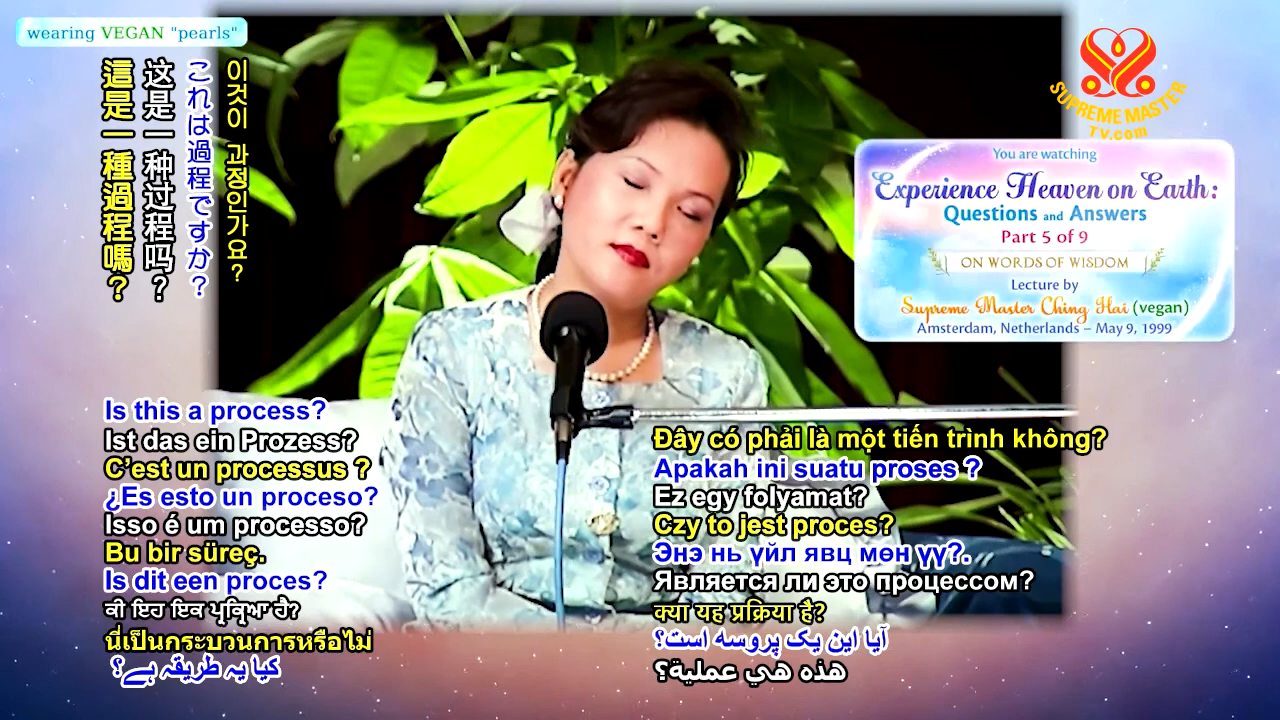 wearing VEGAN "pearls"
這是一種過程嗎？
这是一种过程吗？
これは過程ですか？
이것이 과정인가요?
SUPREME MASTER
TV.com
You are watching
Experience Heaven on Earth:
Questions and Answers
Part 5 of 9
ON WORDS OF WISDOM
Lecture by
Supreme Master Ching Hai (vegan)
Amsterdam, Netherlands – May 9, 1999
Is this a process?
Ist das ein Prozess?
C'est un processus ?
¿Es esto un proceso?
Isso é um processo?
Bu bir süreç.
Is dit een proces?
ਕੀ ਇਹ ਇਕ ਪ੍ਰਕ੍ਰਿਆ ਹੈ?
นี่เป็นกระบวนการหรือไม่
کیا یہ طریقہ ہے؟
Đây có phải là một tiến trình không?
Apakah ini suatu proses ?
Ez egy folyamat?
Czy to jest proces?
Энэ нь үйл явц мөн үү?.
Является ли это процессом?
क्या यह प्रक्रिया है?
آیا این یک پروسه است؟
هذه هي عملية؟